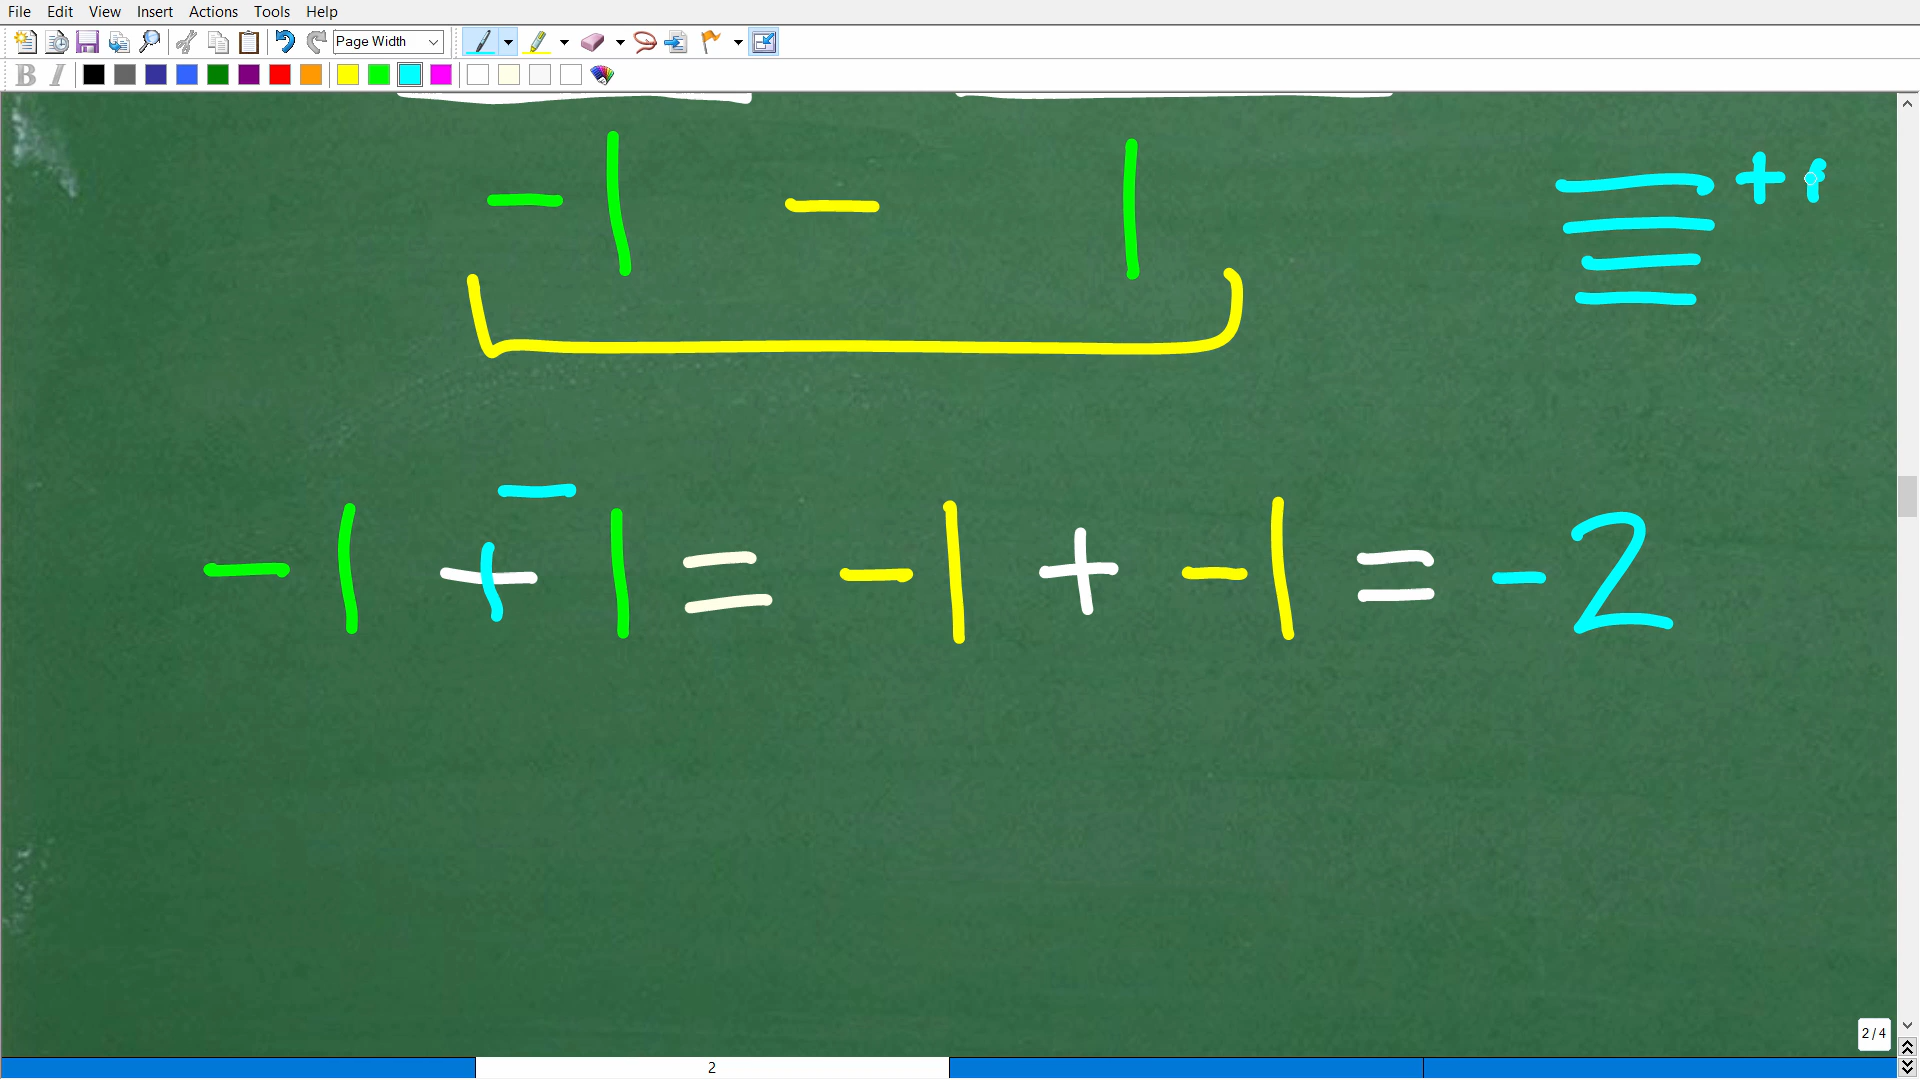 File Edit View Insert Actions Tools Help
Page Width
B I
- 1 - 1
-1 + -1 = -1 + -1 = -2
2 / 4
2